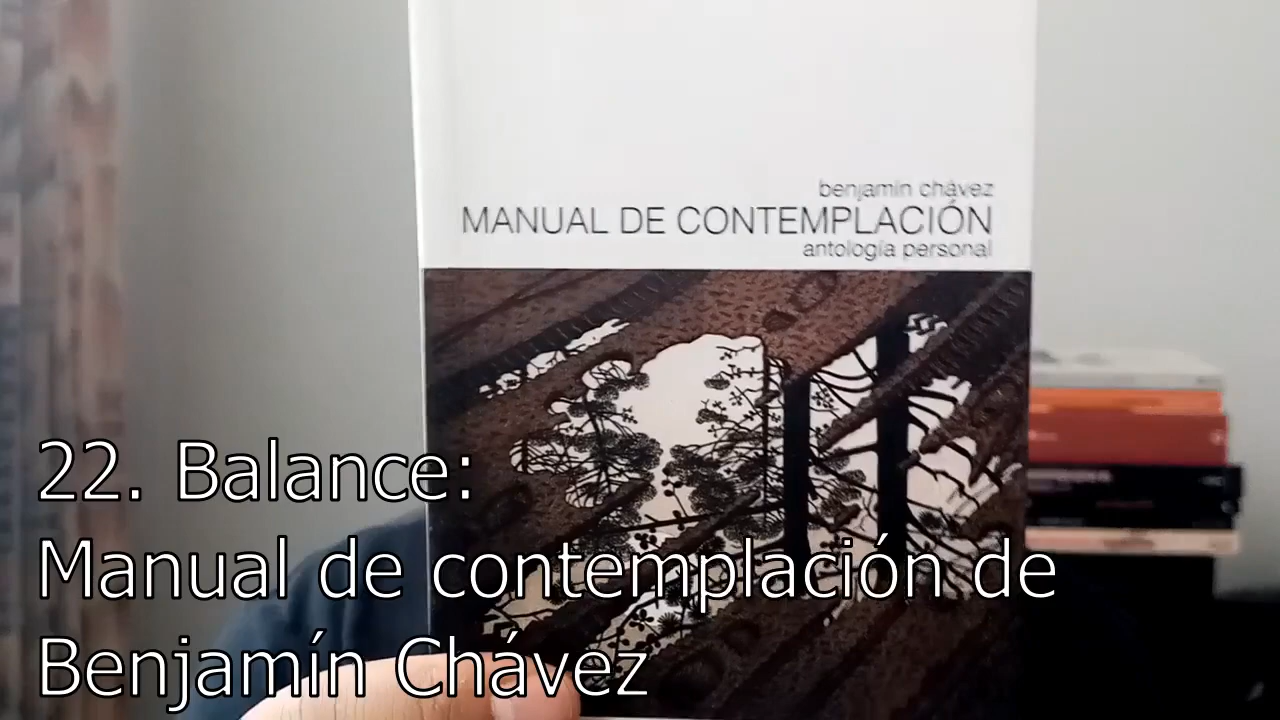 benjamín chávez
MANUAL DE CONTEMPLACIÓN
antología personal
22. Balance:
Manual de contemplación de
Benjamín Chávez